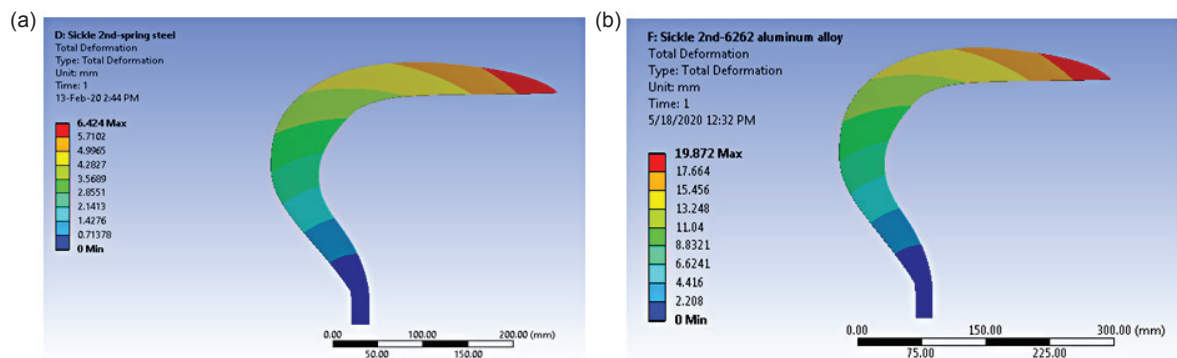 (a)
D: Sickle 2nd-spring steel
Total Deformation
Type: Total Deformation
Unit: mm
Time: 1
13-Feb-20 2:44 PM
6.424 Max
5.7102
4.9965
4.2827
3.5689
2.8551
2.1413
1.4276
0.71378
0 Min
0.00 100.00 200.00 (mm)
50.00 150.00
(b)
F: Sickle 2nd-6262 aluminum alloy
Total Deformation
Type: Total Deformation
Unit: mm
Time: 1
5/18/2020 12:32 PM
19.872 Max
17.664
15.456
13.248
11.04
8.8321
6.6241
4.416
2.208
0 Min
0.00 150.00 300.00 (mm)
75.00 225.00